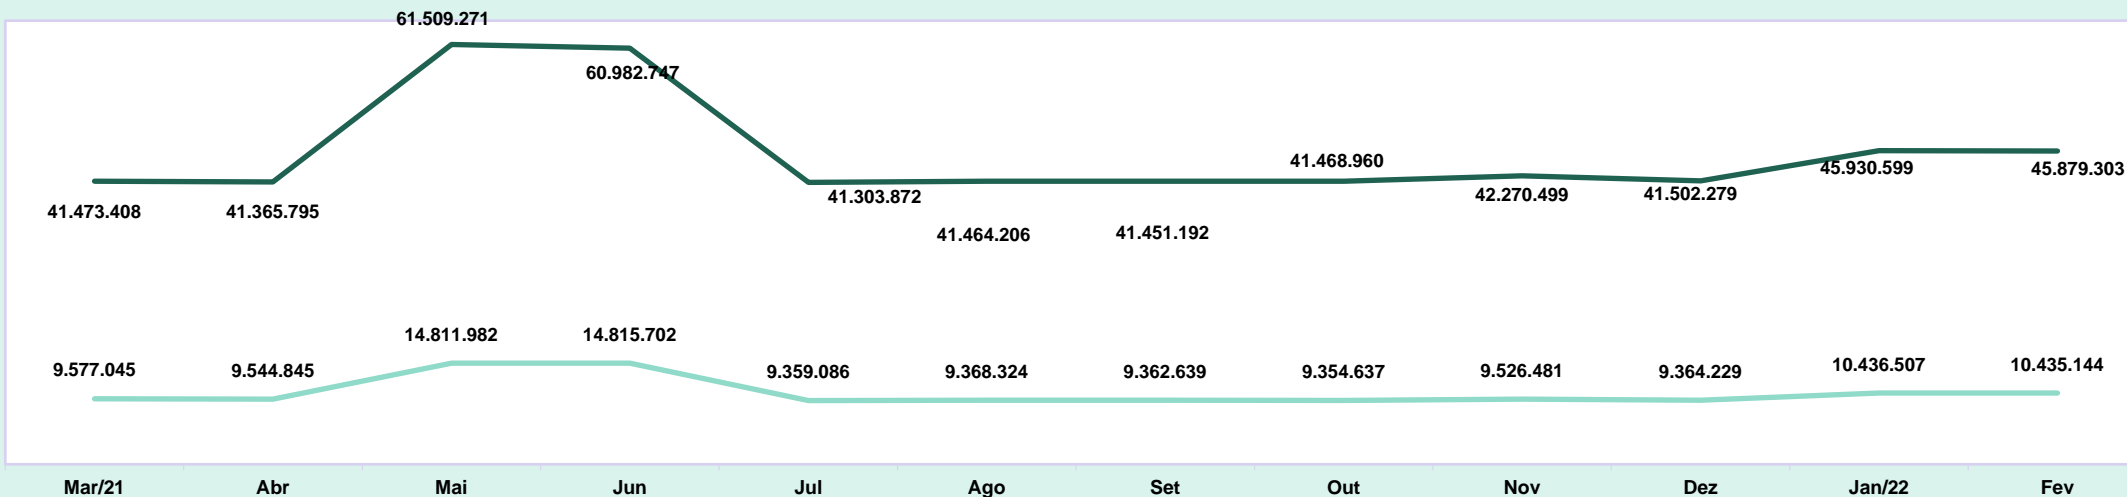 61.509.271
60.982.747
41.468.960
45.930.599
45.879.303
41.473.408
41.365.795
41.303.872
42.270.499
41.502.279
41.464.206
41.451.192
14.811.982
14.815.702
9.577.045
9.544.845
9.359.086
9.368.324
9.362.639
9.354.637
9.526.481
9.364.229
10.436.507
10.435.144
Mar/21
Abr
Mai
Jun
Jul
Ago
Set
Out
Nov
Dez
Jan/22
Fev